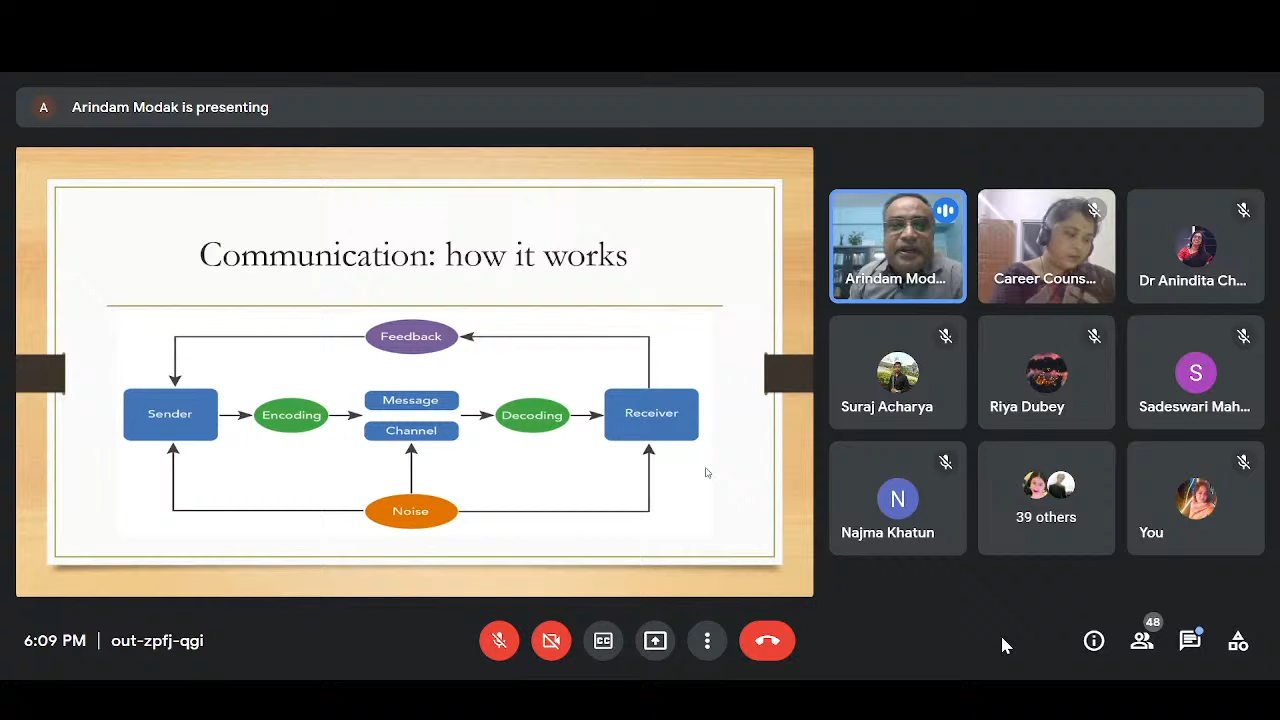 A Arindam Modak is presenting
Communication: how it works
Feedback
Sender
Encoding
Message
Channel
Decoding
Receiver
Noise
Arindam Mod...
Career Couns...
Dr Anindita Ch...
Suraj Acharya
Riya Dubey
S
Sadeswari Mah...
N
Najma Khatun
39 others
You
6:09 PM | out-zpfj-qgi
CC
48